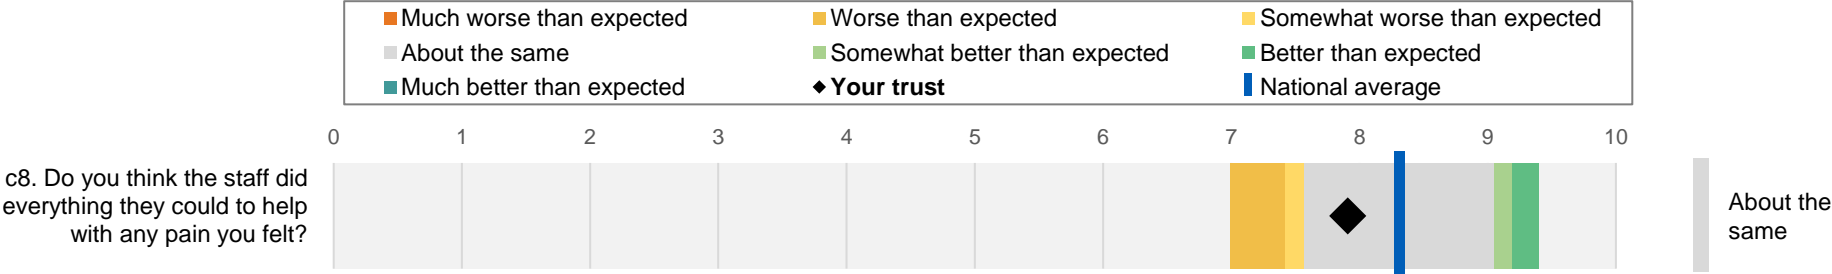 Much worse than expected
Worse than expected
Somewhat worse than expected
About the same
Somewhat better than expected
Better than expected
Much better than expected
Your trust
National average
0 1 2 3 4 5 6 7 8 9 10
c8. Do you think the staff did
everything they could to help
with any pain you felt?
About the
same